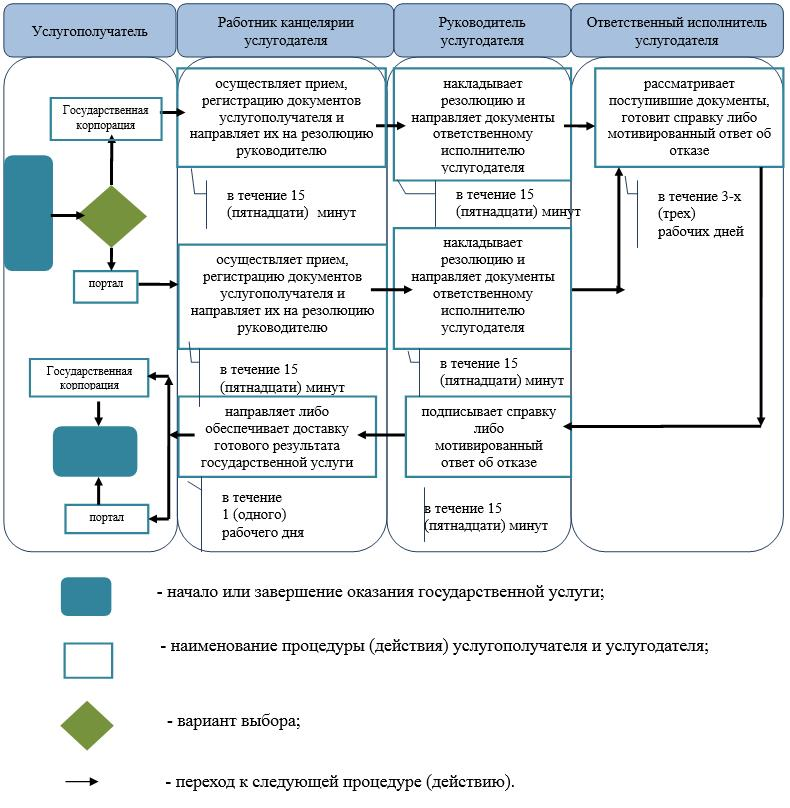 Услугополучатель
Работник канцелярии
услугодателя
Руководитель
услугодателя
Ответственный исполнитель
услугодателя
Государственная
корпорация
осуществляет прием,
регистрацию документов
услугополучателя и
направляет их на резолюцию
руководителю
накладывает
резолюцию и
направляет документы
ответственному
исполнителю
услугодателя
рассматривает
поступившие документы,
готовит справку либо
мотивированный ответ об
отказе
в течение 15
(пятнадцати) минут
в течение 15
(пятнадцати) минут
в течение 3-х
(трех)
рабочих дней
портал
осуществляет прием,
регистрацию документов
услугополучателя и
направляет их на резолюцию
руководителю
накладывает
резолюцию и
направляет документы
ответственному
исполнителю
услугодателя
в течение 15
(пятнадцати) минут
в течение 15
(пятнадцати) минут
Государственная
корпорация
направляет либо
обеспечивает доставку
готового результата
государственной услуги
подписывает справку
либо
мотивированный
ответ об отказе
портал
в течение
1 (одного)
рабочего дня
в течение 15
(пятнадцати) минут
- начало или завершение оказания государственной услуги;
- наименование процедуры (действия) услугополучателя и услугодателя;
- вариант выбора;
- переход к следующей процедуре (действию).